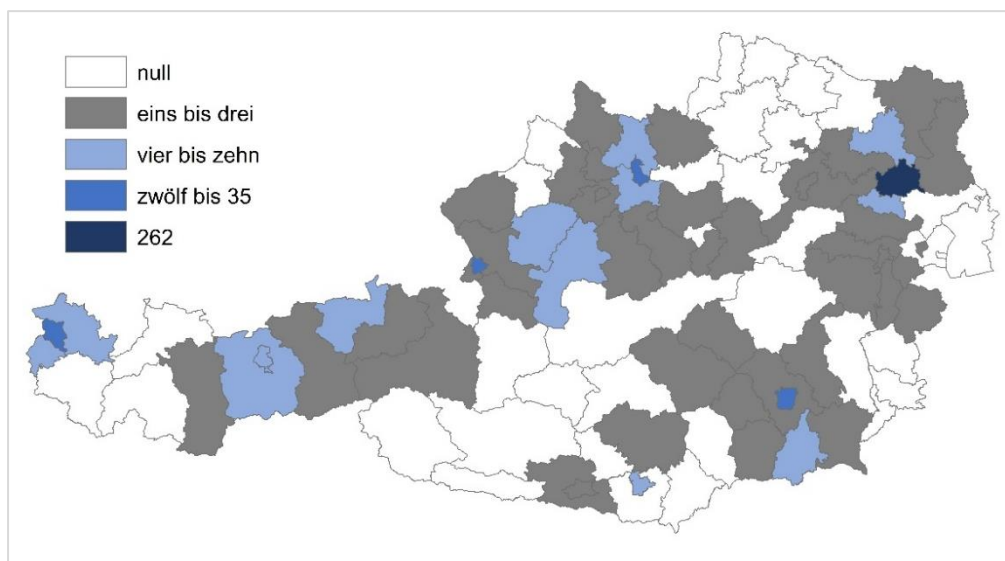 null
eins bis drei
vier bis zehn
zwölf bis 35
262